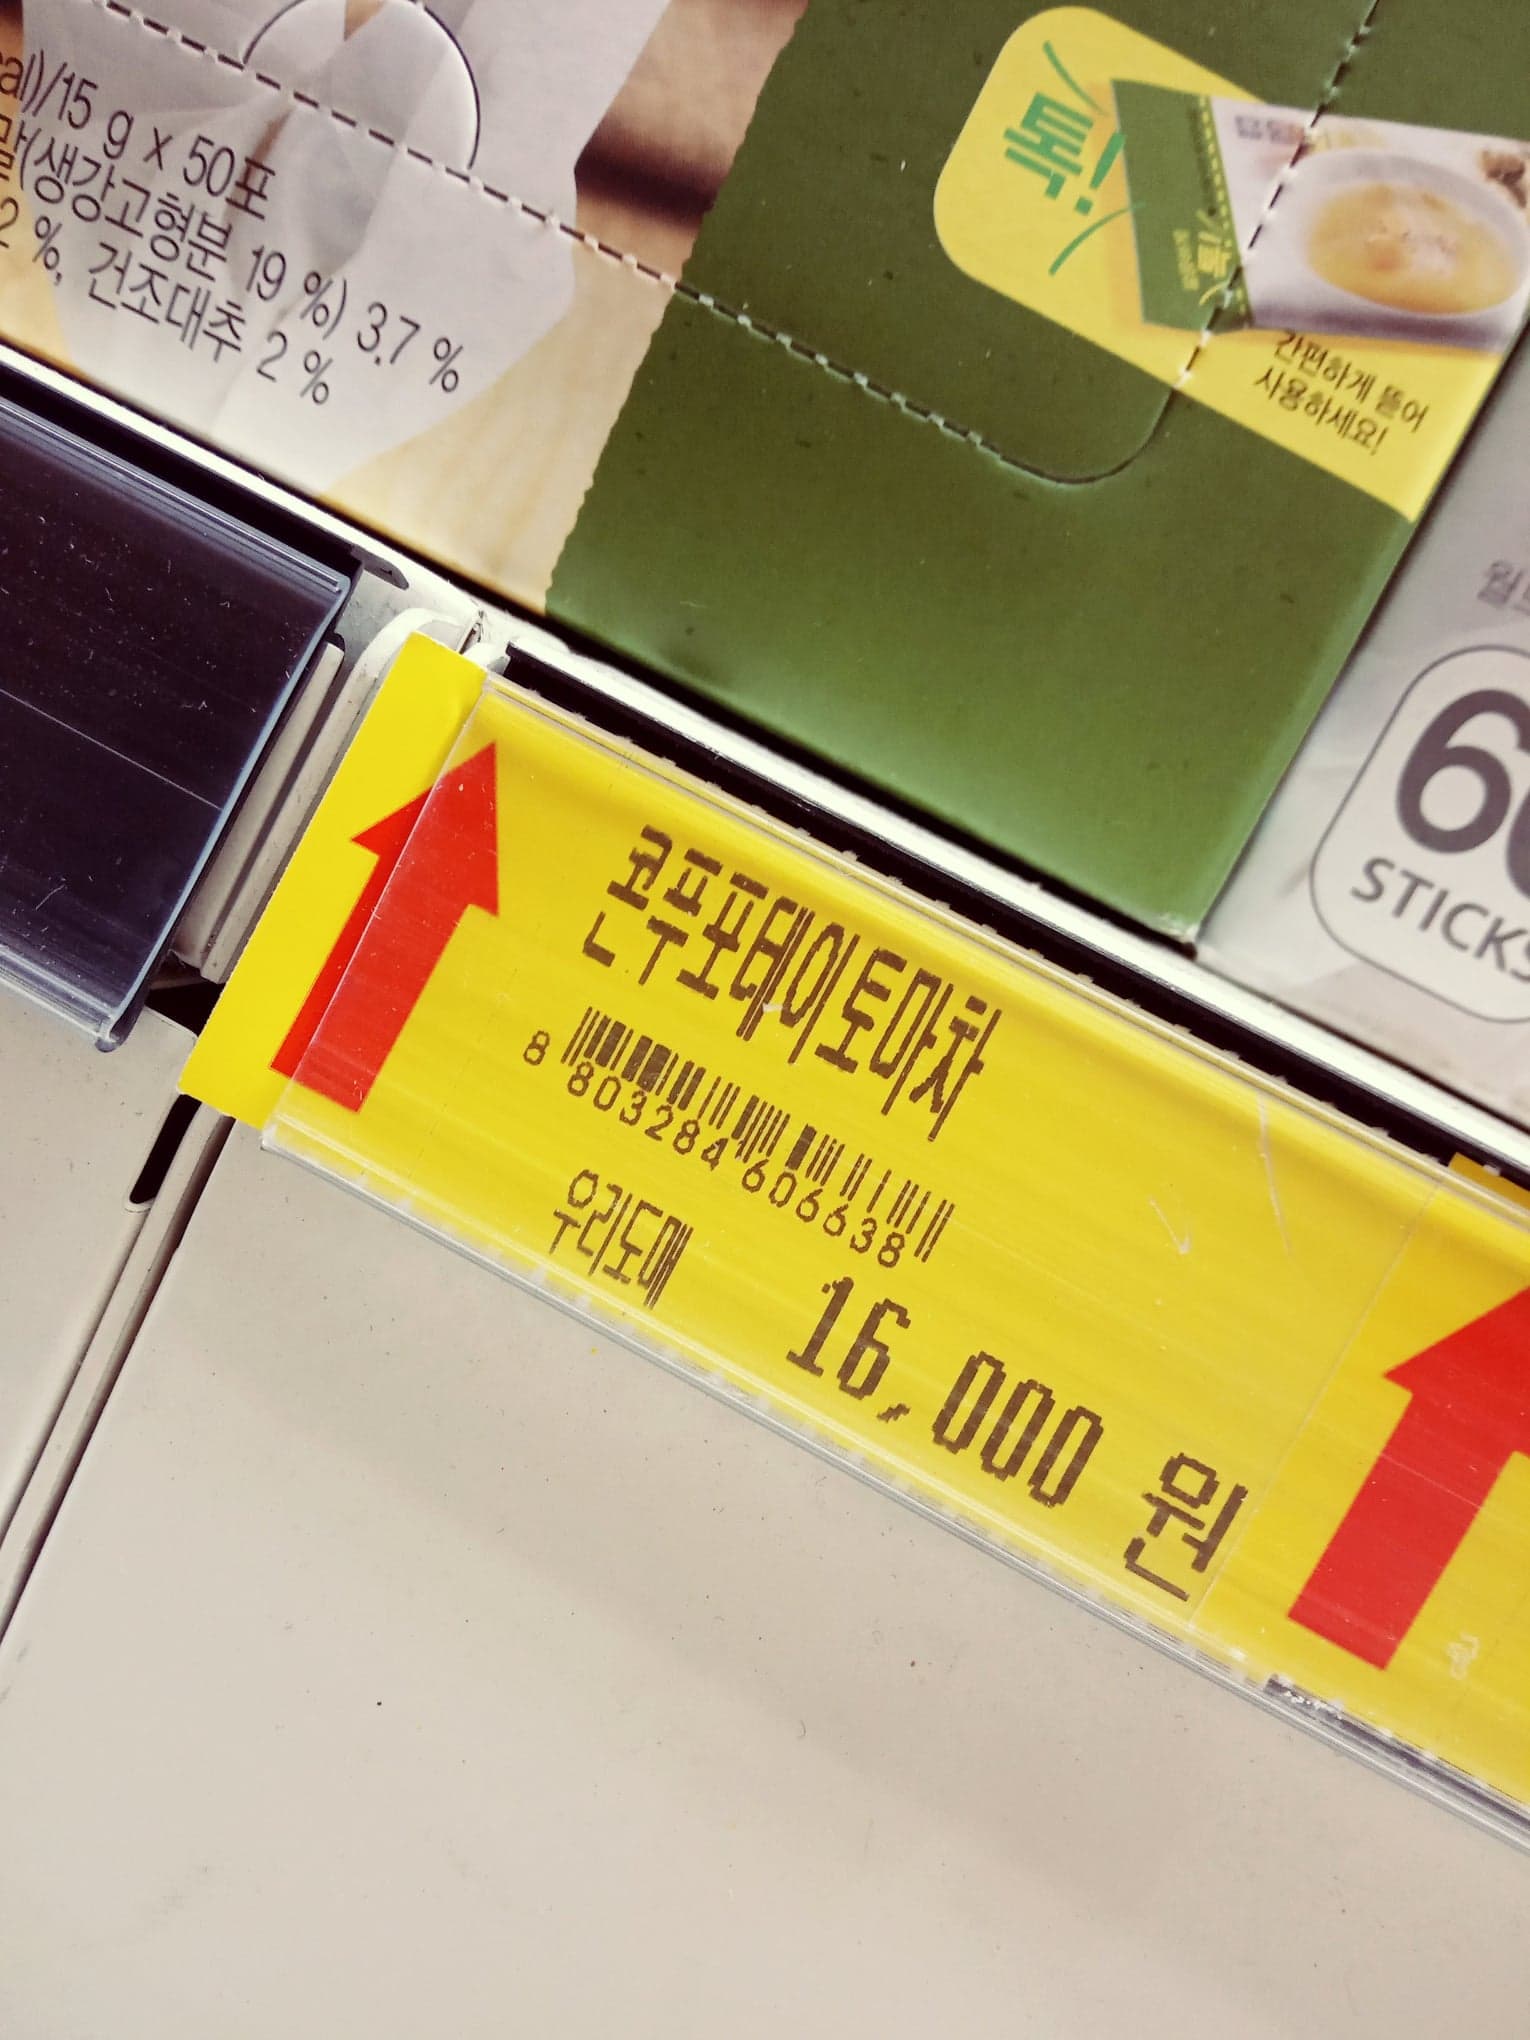 al)/15 g x 50포
말(생강고형분 19 %) 3.7 %
2 %, 건조대추 2 %
톡!
간편하게 뜯어
사용하세요!
STICKS
콘푸포테이토마차
8 803284 606638
우리도매
16,000 원